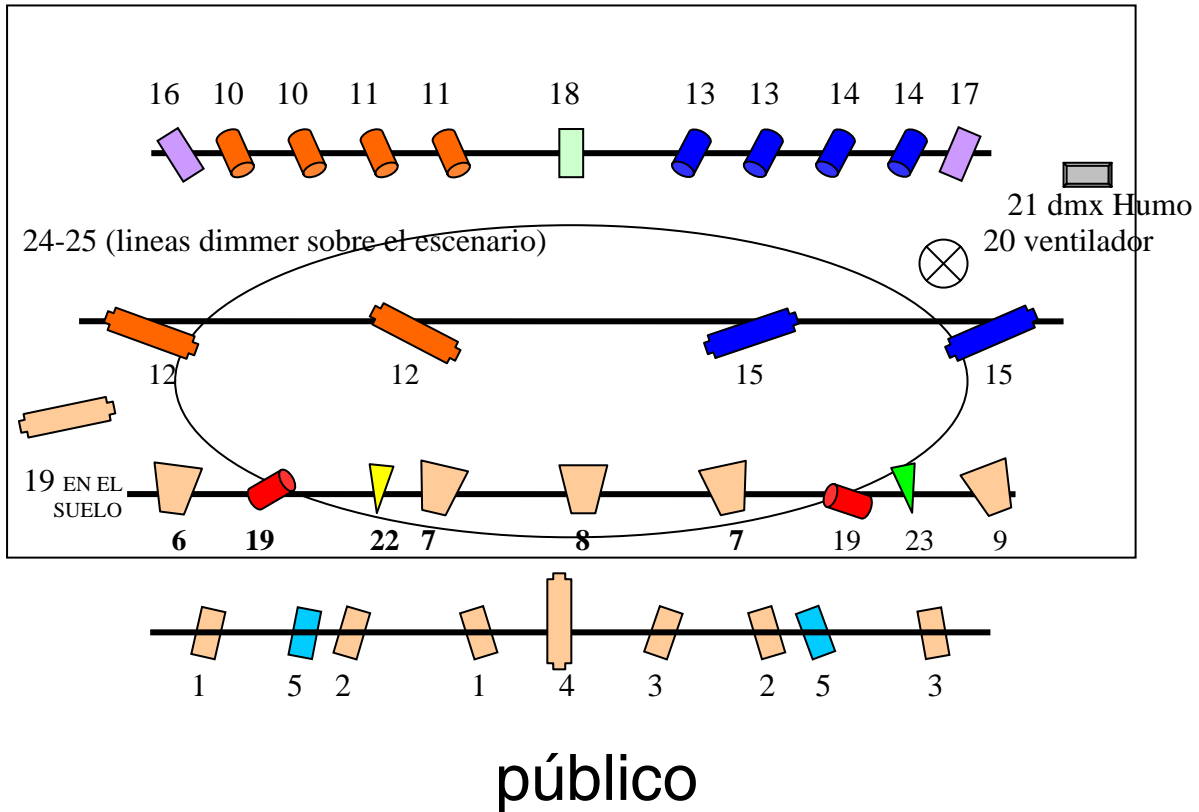 16 10 10 11 11 18 13 13 14 14 17
21 dmx Humo
24-25 (lineas dimmer sobre el escenario)
20 ventilador
12 12 15 15
19 EN EL
SUELO
6 19 22 7 8 7 19 23 9
1 5 2 1 4 3 2 5 3
público